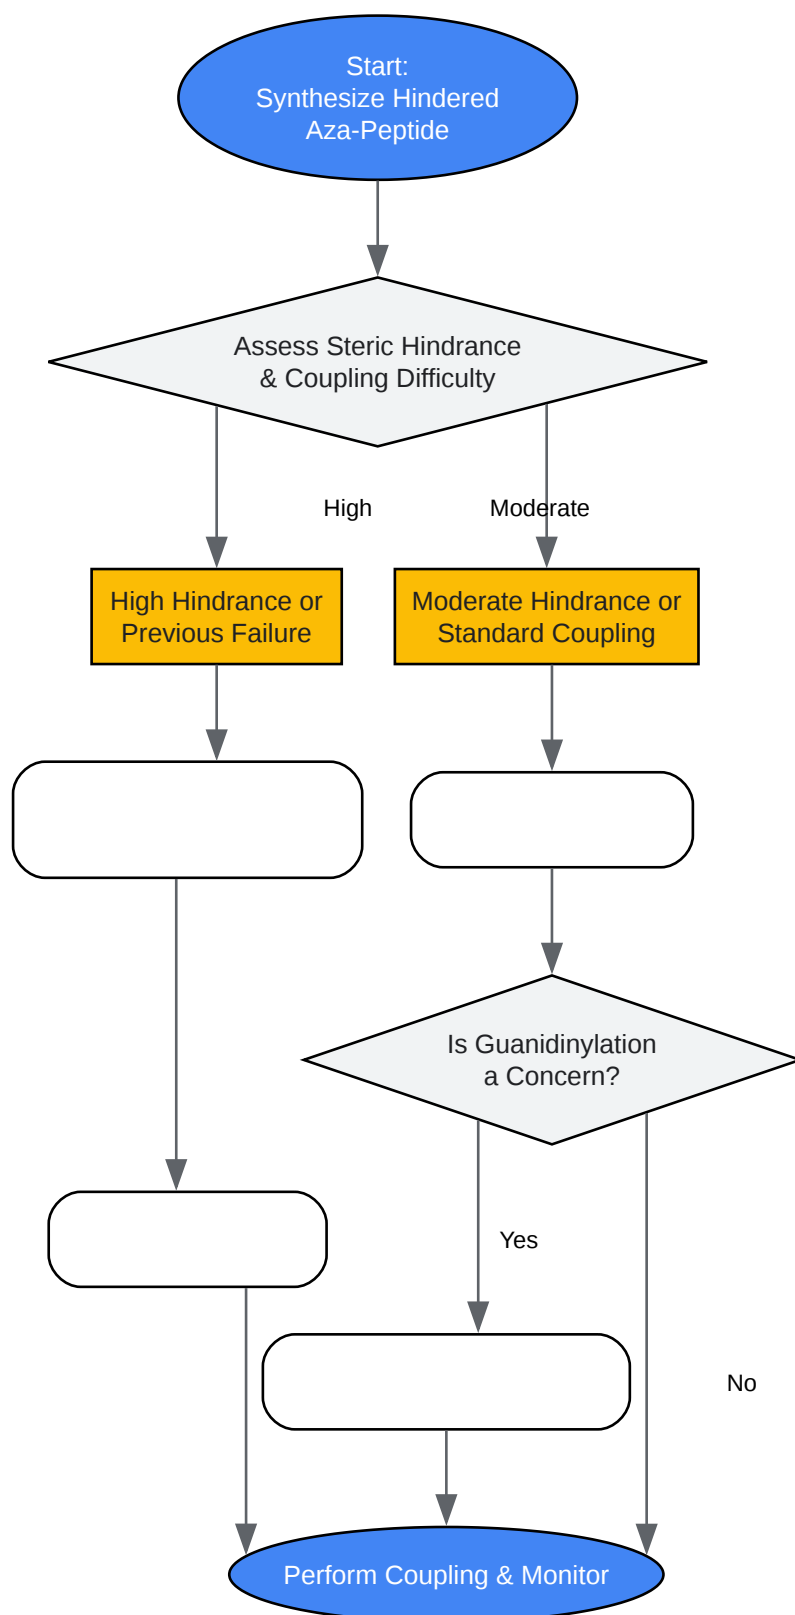 Start:
Synthesize Hindered
Aza-Peptide
Assess Steric Hindrance
& Coupling Difficulty
High
Moderate
High Hindrance or
Previous Failure
Moderate Hindrance or
Standard Coupling
Is Guanidinylation
a Concern?
Yes
No
Perform Coupling & Monitor